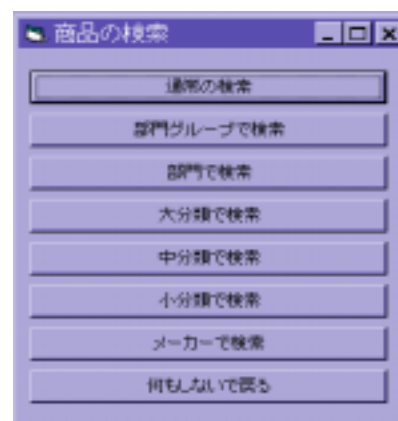 商品の検索
通常の検索
部門グループで検索
部門で検索
大分類で検索
中分類で検索
小分類で検索
メーカーで検索
何もしないで戻る